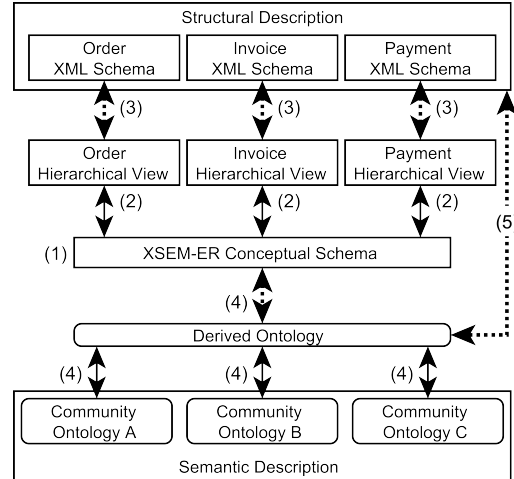 Structural Description
Order
XML Schema
Invoice
XML Schema
Payment
XML Schema
(3)
(3)
(3)
Order
Hierarchical View
Invoice
Hierarchical View
Payment
Hierarchical View
(2)
(2)
(2)
(5
(1)
XSEM-ER Conceptual Schema
(4)
Derived Ontology
(4)
(4)
(4)
Community
Ontology A
Community
Ontology B
Community
Ontology C
Semantic Description